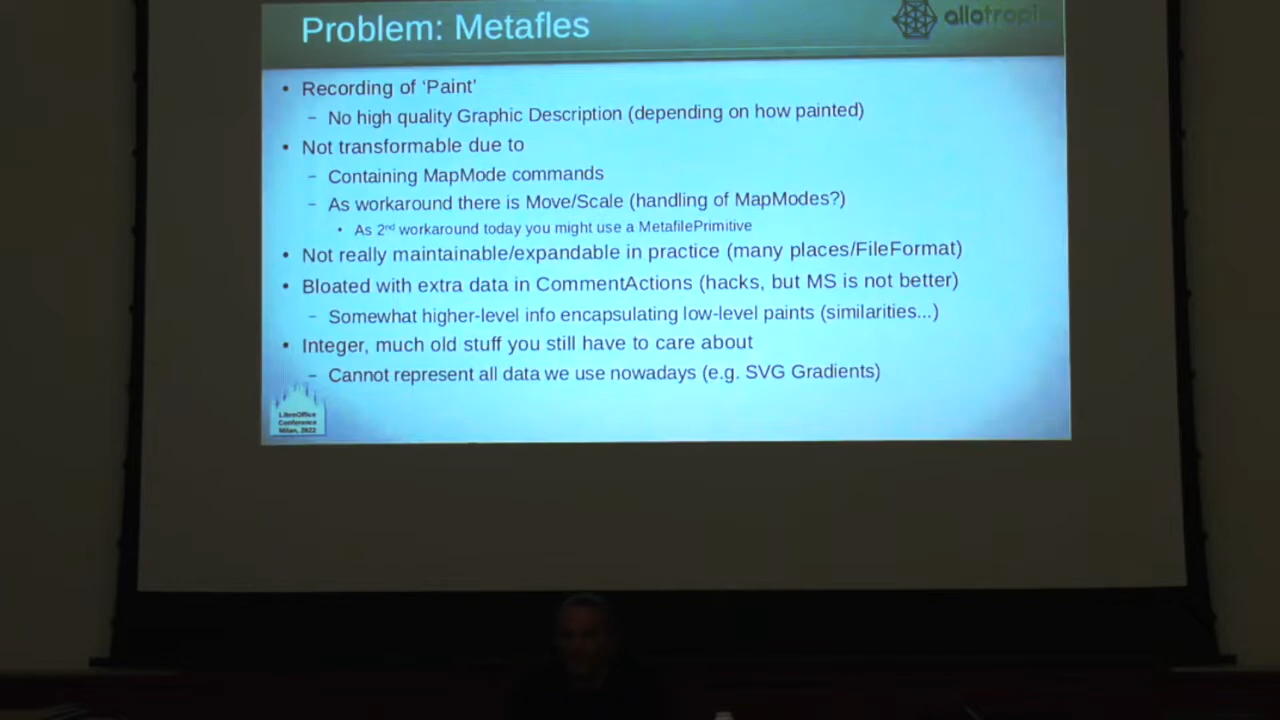 Problem: Metafles
allotropia
• Recording of ‘Paint’
– No high quality Graphic Description (depending on how painted)
• Not transformable due to
– Containing MapMode commands
– As workaround there is Move/Scale (handling of MapModes?)
• As 2nd workaround today you might use a MetafilePrimitive
• Not really maintainable/expandable in practice (many places/FileFormat)
• Bloated with extra data in CommentActions (hacks, but MS is not better)
– Somewhat higher-level info encapsulating low-level paints (similarities...)
• Integer, much old stuff you still have to care about
– Cannot represent all data we use nowadays (e.g. SVG Gradients)
LibreOffice
Conference
Milan, 2022